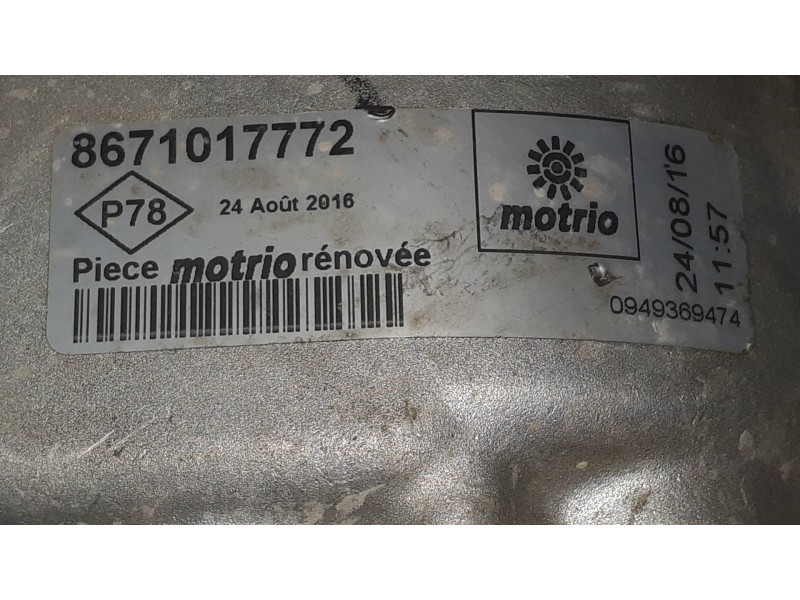 8671017772
P78
24 Août 2016
Piece motrio rénovée
motrio
0949369474
24/08/16
11:57